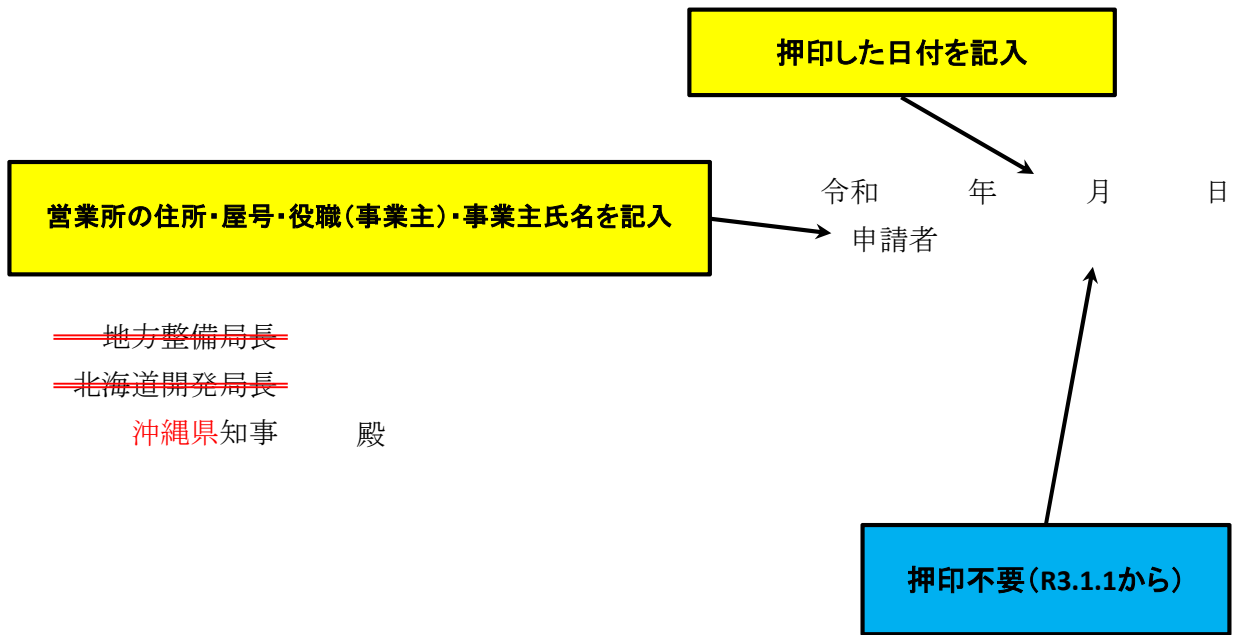 押印した日付を記入
令和 年 月 日
営業所の住所・屋号・役職(事業主)・事業主氏名を記入
申請者
地方整備局長
北海道開発局長
沖縄県知事 殿
押印不要(R3.1.1から)